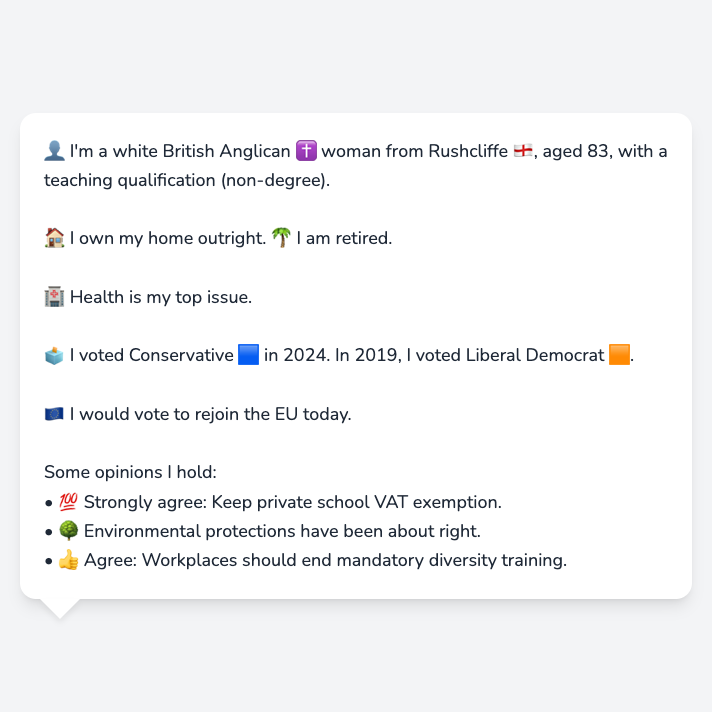 👤 I'm a white British Anglican ✝️ woman from Rushcliffe 🏴󠁧󠁢󠁥󠁮󠁧󠁿, aged 83, with a
teaching qualification (non-degree).
🏠 I own my home outright. 🌴 I am retired.
🏥 Health is my top issue.
🗳️ I voted Conservative 🟦 in 2024. In 2019, I voted Liberal Democrat 🟧.
🇪🇺 I would vote to rejoin the EU today.
Some opinions I hold:
• 💯 Strongly agree: Keep private school VAT exemption.
• 🌳 Environmental protections have been about right.
• 👍 Agree: Workplaces should end mandatory diversity training.